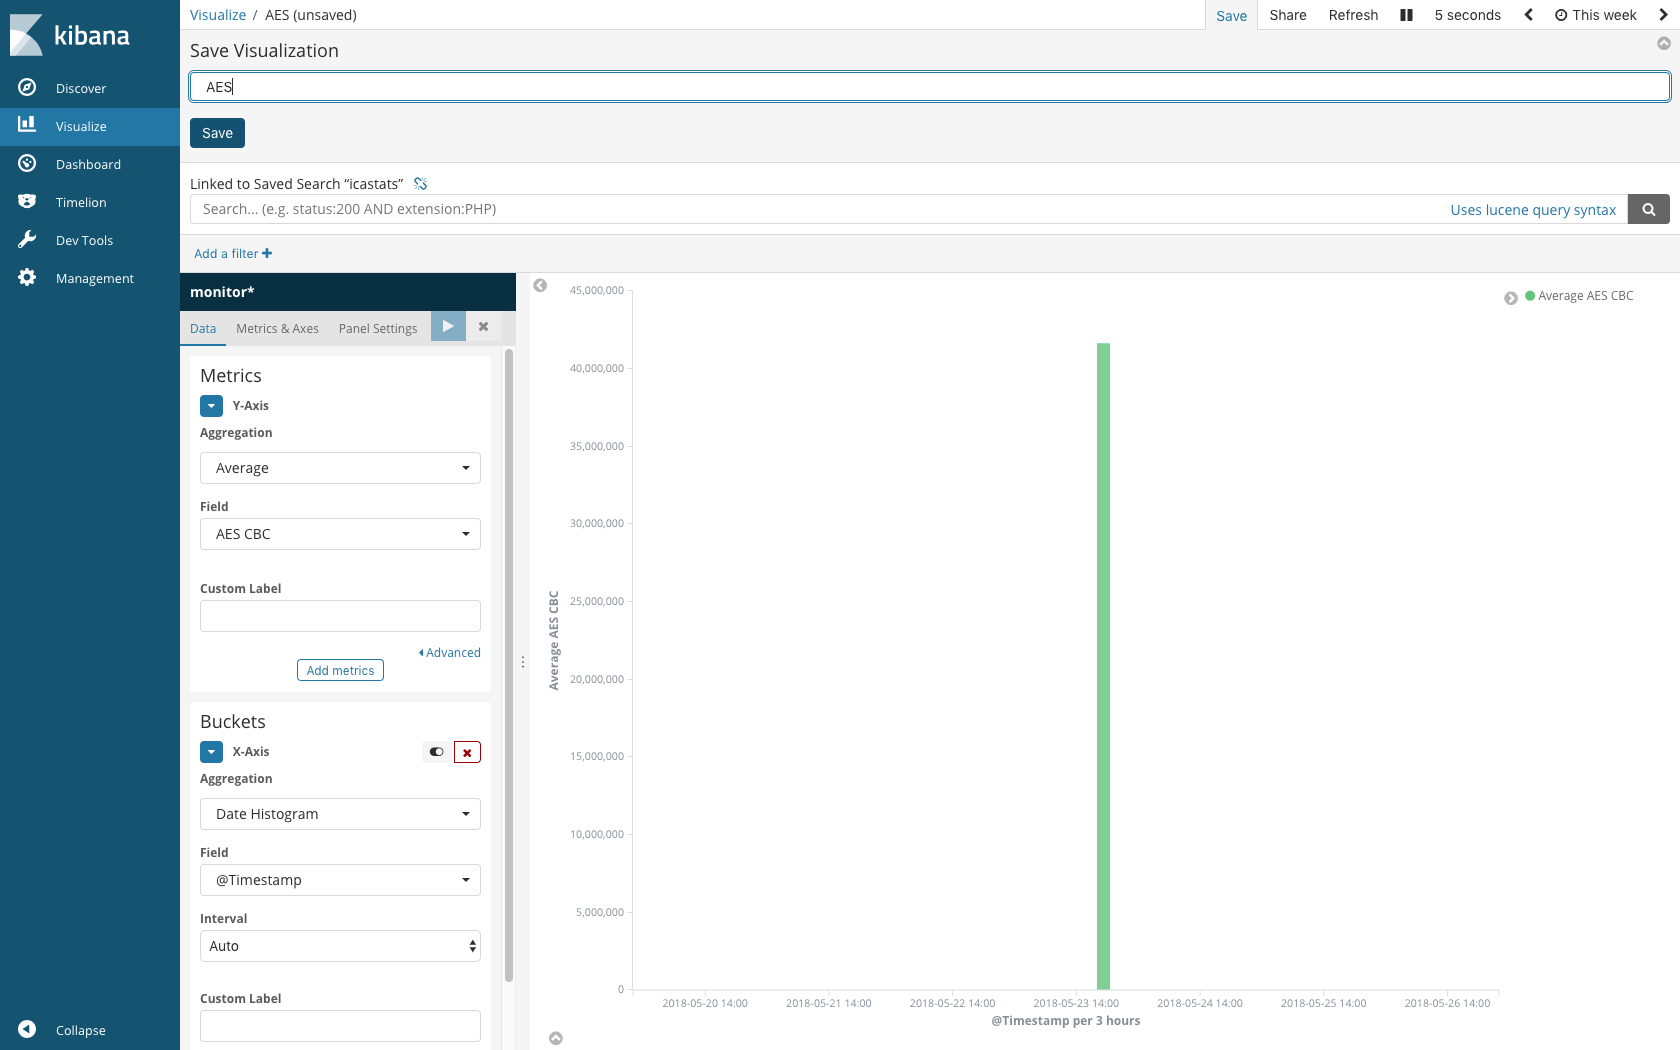 kibana
Discover
Visualize
Dashboard
Timelion
Dev Tools
Management
Collapse
Visualize / AES (unsaved)
Save Share Refresh 5 seconds This week
Save Visualization
AES
Save
Linked to Saved Search “icastats”
Search... (e.g. status:200 AND extension:PHP) Uses lucene query syntax
Add a filter
monitor*
Data Metrics & Axes Panel Settings
Metrics
Y-Axis
Aggregation
Average
Field
AES CBC
Custom Label
Advanced
Add metrics
Buckets
X-Axis
Aggregation
Date Histogram
Field
@Timestamp
Interval
Auto
Custom Label
Average AES CBC
45,000,000
40,000,000
35,000,000
30,000,000
25,000,000
20,000,000
15,000,000
10,000,000
5,000,000
0
Average AES CBC
2018-05-20 14:00 2018-05-21 14:00 2018-05-22 14:00 2018-05-23 14:00 2018-05-24 14:00 2018-05-25 14:00 2018-05-26 14:00
@Timestamp per 3 hours